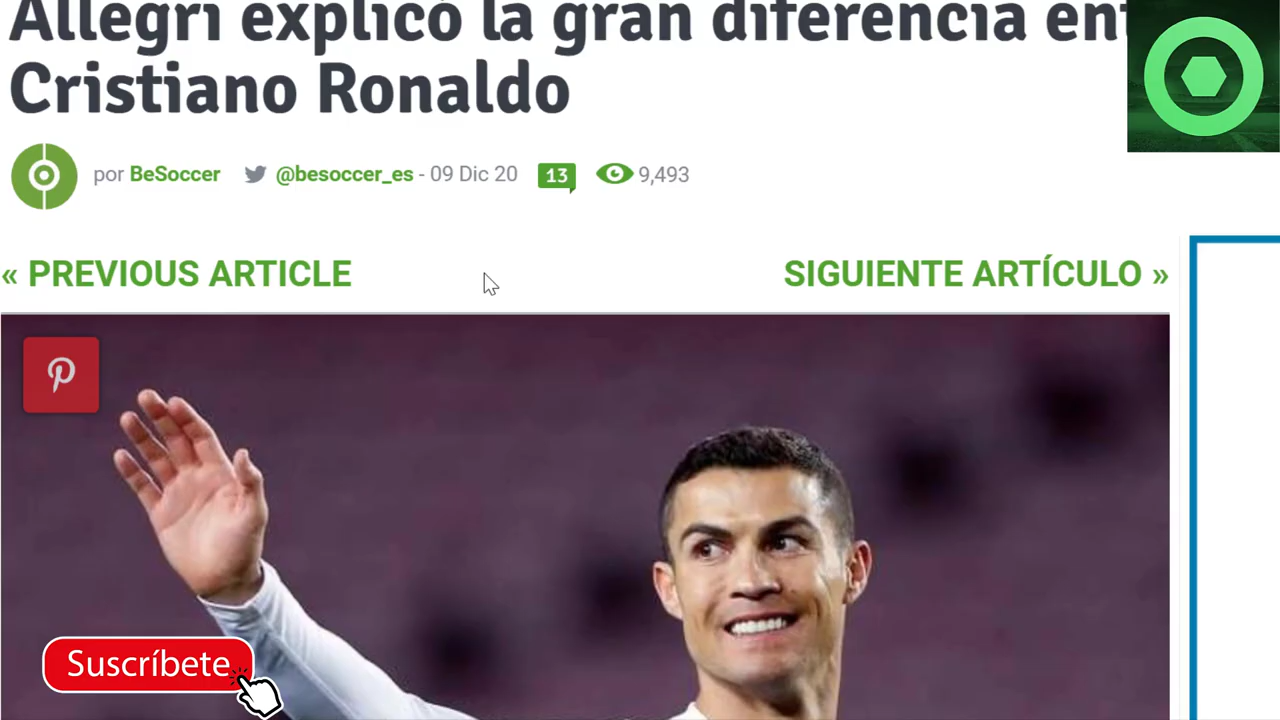 Allegri explicó la gran diferencia
Cristiano Ronaldo
por BeSoccer @besoccer_es - 09 Dic 20 13 9,493
« PREVIOUS ARTICLE SIGUIENTE ARTÍCULO »
Suscríbete